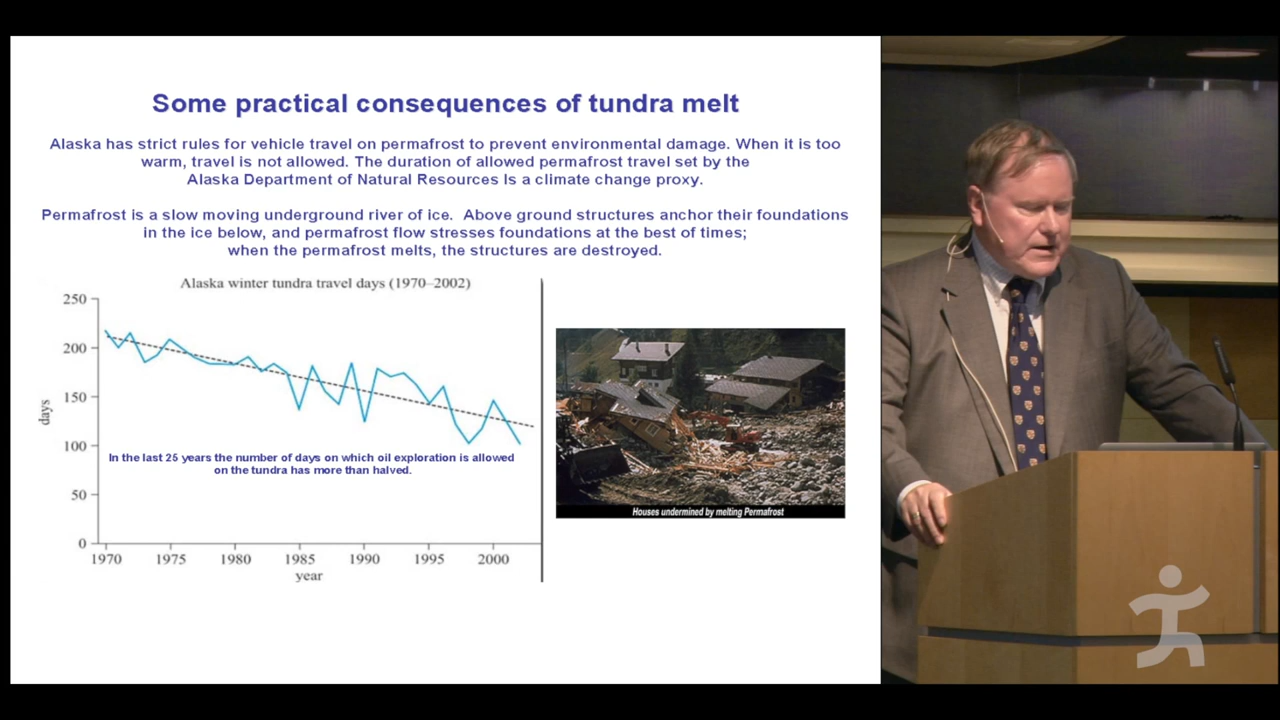 Some practical consequences of tundra melt
Alaska has strict rules for vehicle travel on permafrost to prevent environmental damage. When it is too
warm, travel is not allowed. The duration of allowed permafrost travel set by the
Alaska Department of Natural Resources Is a climate change proxy.
Permafrost is a slow moving underground river of ice. Above ground structures anchor their foundations
in the ice below, and permafrost flow stresses foundations at the best of times;
when the permafrost melts, the structures are destroyed.
Alaska winter tundra travel days (1970–2002)
250
200
150
100
50
0
days
In the last 25 years the number of days on which oil exploration is allowed
on the tundra has more than halved.
1970 1975 1980 1985 1990 1995 2000
year
Houses undermined by melting Permafrost